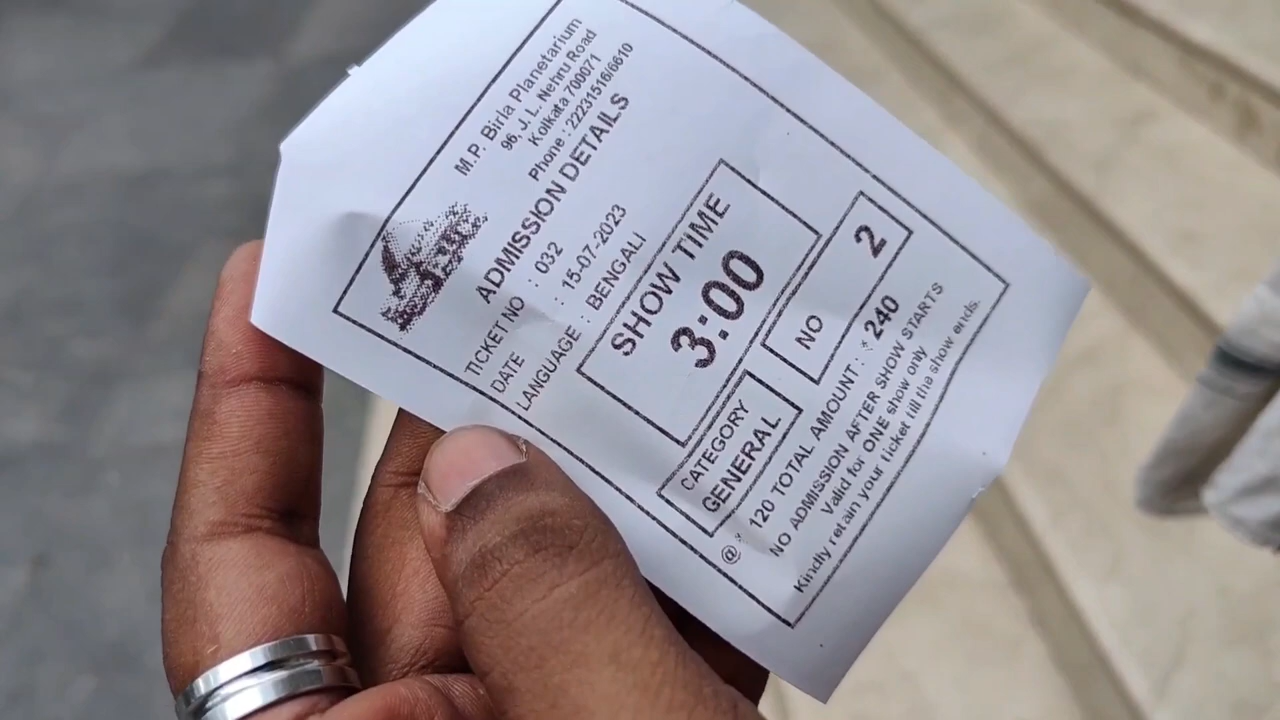 M.P. Birla Planetarium
96, J. L. Nehru Road
Kolkata 700071
Phone : 22231516/6610
ADMISSION DETAILS
TICKET NO : 032
DATE : 15-07-2023
LANGUAGE : BENGALI
SHOW TIME
3:00
CATEGORY
GENERAL
NO 2
@ 120 TOTAL AMOUNT : 240
NO ADMISSION AFTER SHOW STARTS
Valid for ONE show only
Kindly retain your ticket till the show ends.